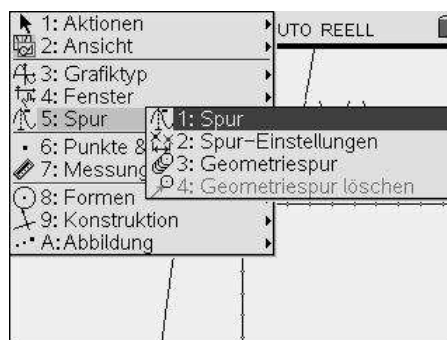 1: Aktionen
2: Ansicht
3: Grafiktyp
4: Fenster
5: Spur
6: Punkte &
7: Messung
8: Formen
9: Konstruktion
A: Abbildung
UTO REELL
1: Spur
2: Spur-Einstellungen
3: Geometriespur
4: Geometriespur löschen